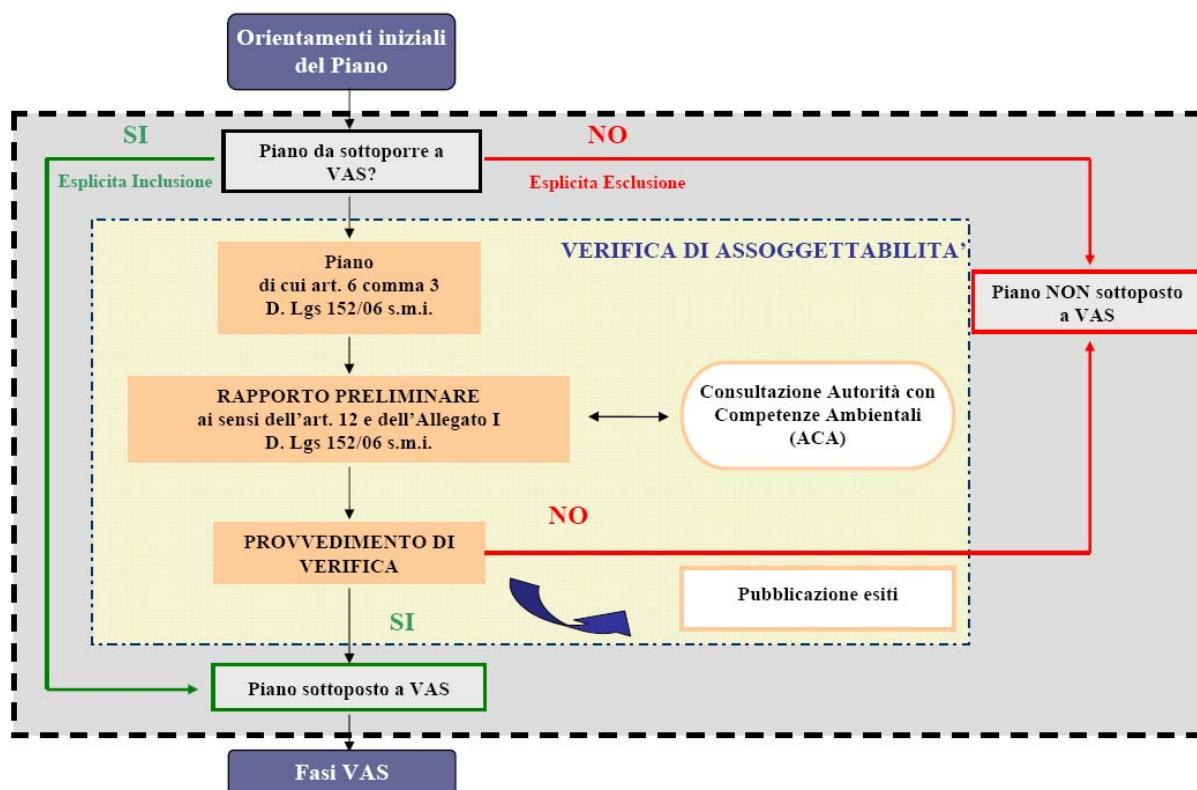 Orientamenti iniziali
del Piano
SI
NO
Piano da sottoporre a
VAS?
Esplicita Inclusione
Esplicita Esclusione
VERIFICA DI ASSOGGETTABILITA’
Piano
di cui art. 6 comma 3
D. Lgs 152/06 s.m.i.
Piano NON sottoposto
a VAS
RAPPORTO PRELIMINARE
ai sensi dell’art. 12 e dell’Allegato I
D. Lgs 152/06 s.m.i.
Consultazione Autorità con
Competenze Ambientali
(ACA)
NO
PROVVEDIMENTO DI
VERIFICA
Pubblicazione esiti
SI
Piano sottoposto a VAS
Fasi VAS